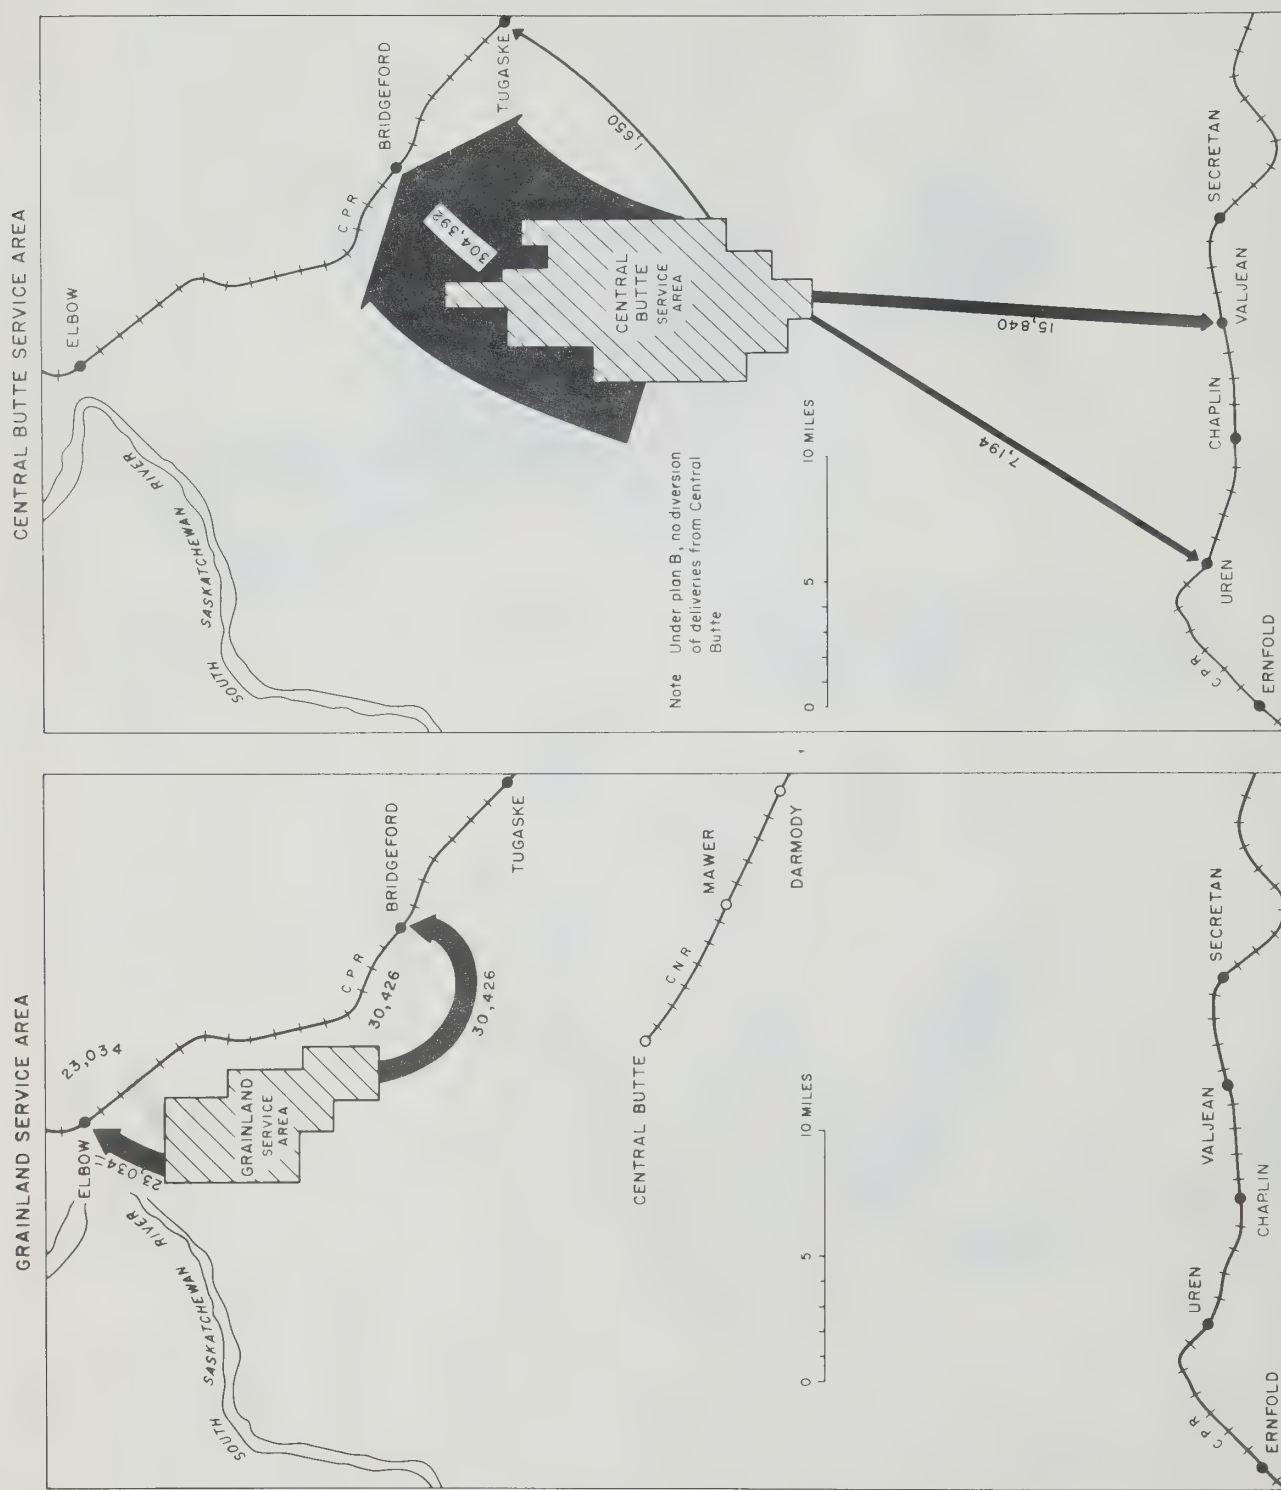 CENTRAL BUTTE SERVICE AREA
ELBOW
SOUTH SASKATCHEWAN RIVER
C P R
BRIDGEFORD
TUGASKE
304,392
1,650
CENTRAL
BUTTE
SERVICE
AREA
Note Under plan B, no diversion
of deliveries from Central
Butte
0 5 10 MILES
15,840
7,194
C P R
ERNFOLD
UREN
CHAPLIN
VALJEAN
SECRETAN
GRAINLAND SERVICE AREA
ELBOW
23,034
23,034
SOUTH SASKATCHEWAN RIVER
GRAINLAND
SERVICE
AREA
C P R
30,426
30,426
BRIDGEFORD
TUGASKE
CENTRAL BUTTE
C N R
MAWER
DARMODY
0 5 10 MILES
C P R
ERNFOLD
UREN
CHAPLIN
VALJEAN
SECRETAN